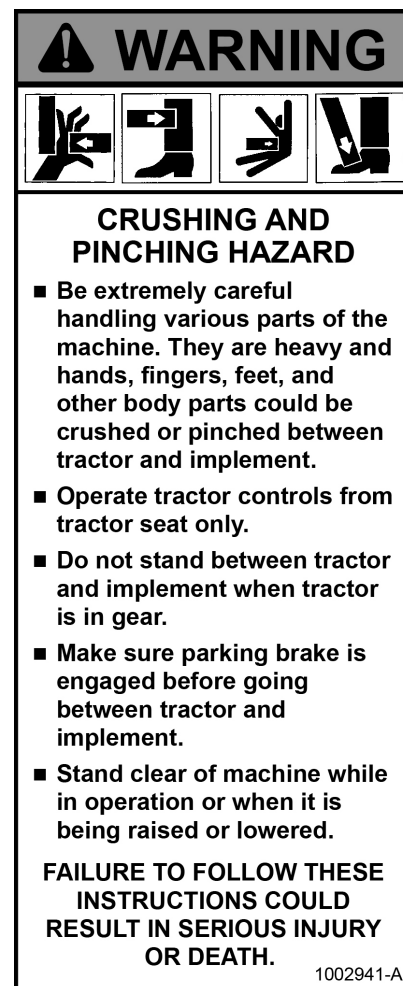 WARNING
CRUSHING AND
PINCHING HAZARD
■ Be extremely careful
handling various parts of the
machine. They are heavy and
hands, fingers, feet, and
other body parts could be
crushed or pinched between
tractor and implement.
■ Operate tractor controls from
tractor seat only.
■ Do not stand between tractor
and implement when tractor
is in gear.
■ Make sure parking brake is
engaged before going
between tractor and
implement.
■ Stand clear of machine while
in operation or when it is
being raised or lowered.
FAILURE TO FOLLOW THESE
INSTRUCTIONS COULD
RESULT IN SERIOUS INJURY
OR DEATH.
1002941-A